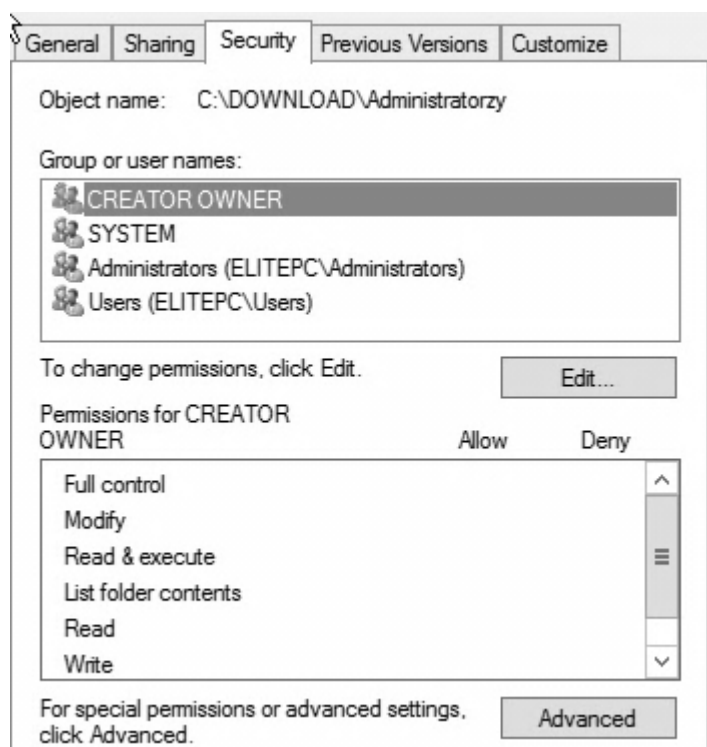 General Sharing Security Previous Versions Customize
Object name: C:\DOWNLOAD\Administratorzy
Group or user names:
CREATOR OWNER
SYSTEM
Administrators (ELITEPC\Administrators)
Users (ELITEPC\Users)
To change permissions, click Edit.
Edit...
Permissions for CREATOR
OWNER Allow Deny
Full control
Modify
Read & execute
List folder contents
Read
Write
For special permissions or advanced settings,
click Advanced.
Advanced